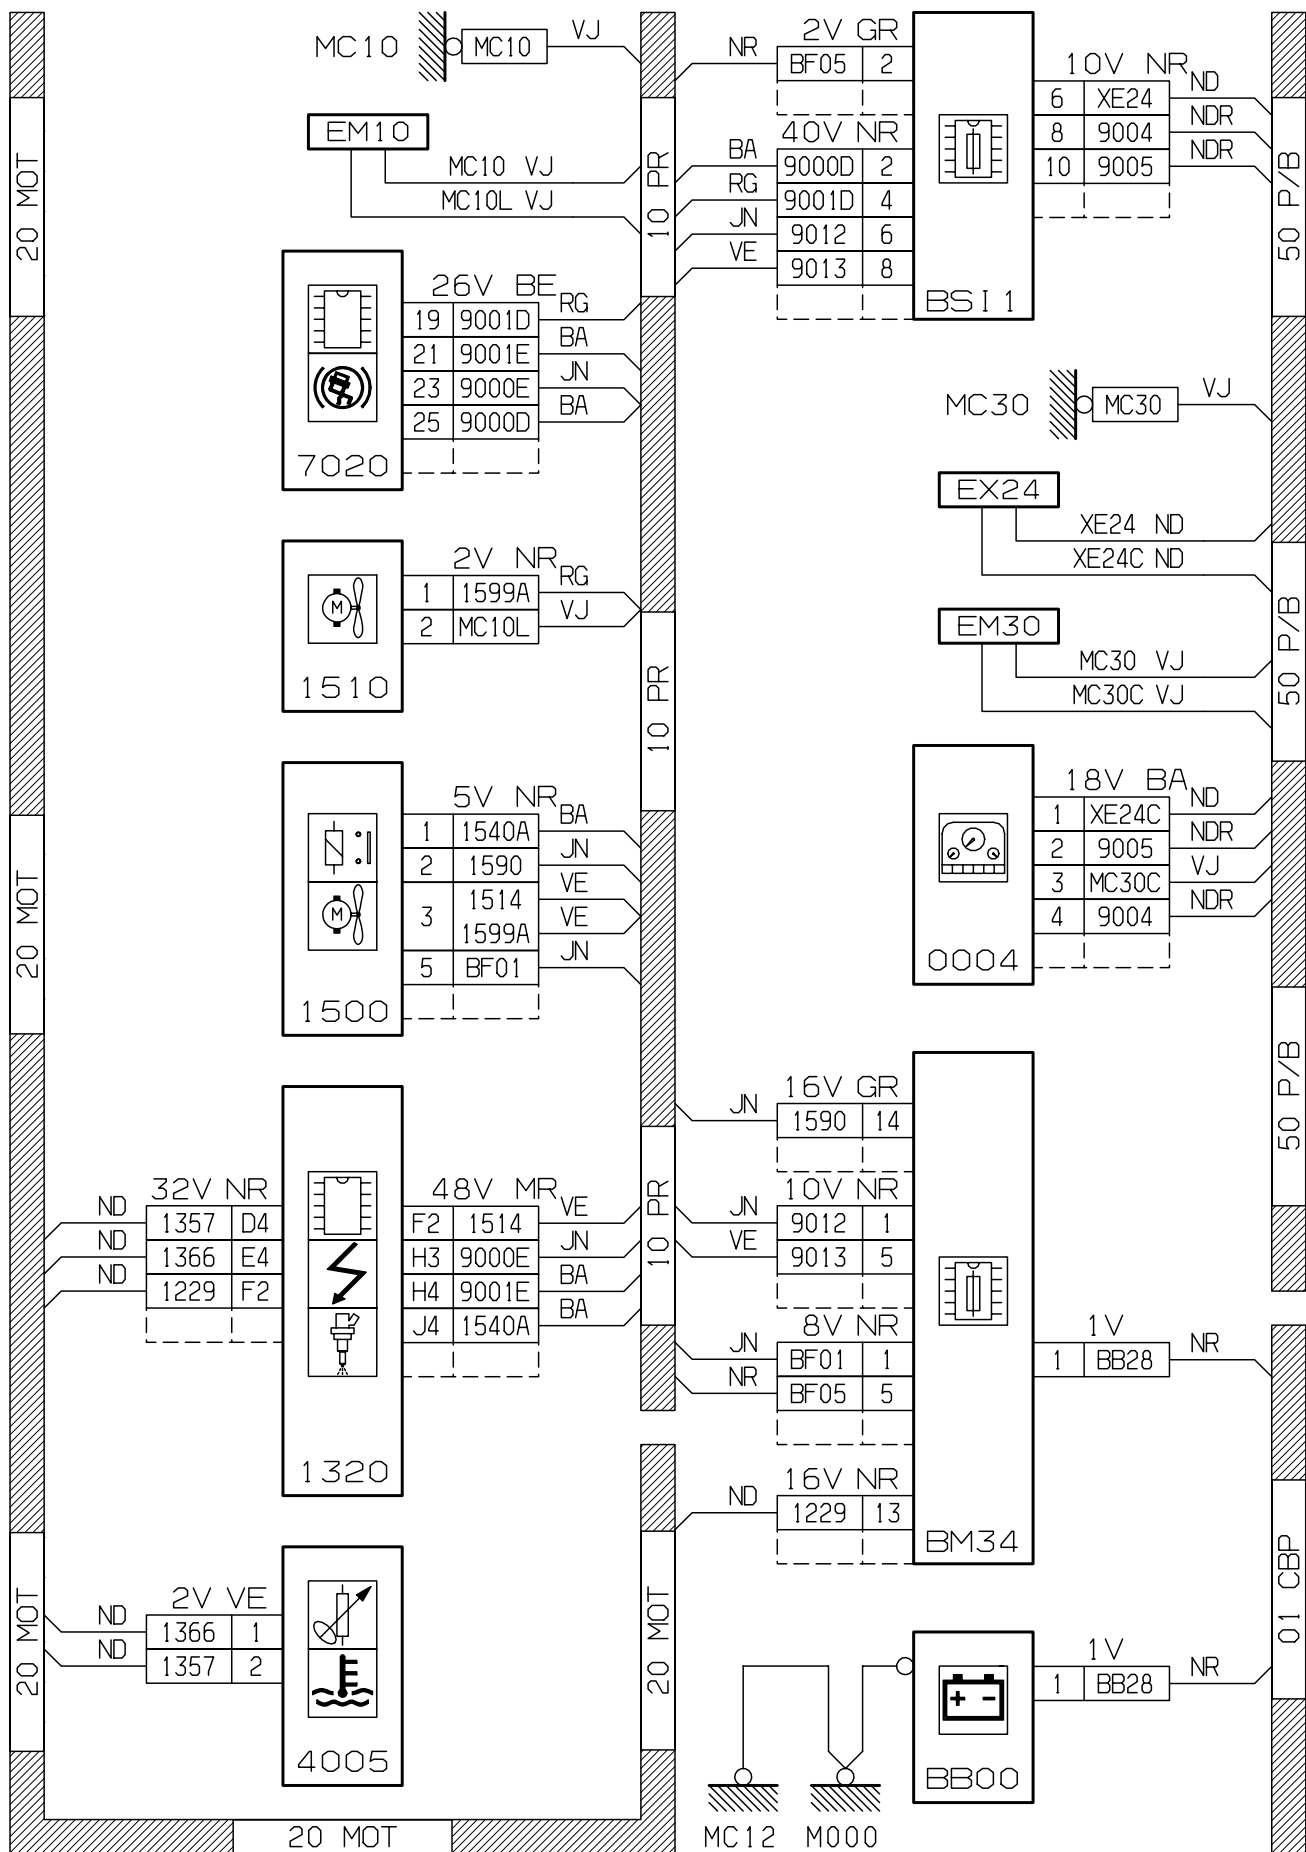 20 MOT
20 MOT
20 MOT
20 MOT
MC10
MC10
VJ
EM10
MC10 VJ
MC10L VJ
26V BE
19 9001D RG
21 9001E BA
23 9000E JN
25 9000D BA
7020
2V NR
1 1599A RG
2 MC10L VJ
1510
M
5V NR
1 1540A BA
2 1590 JN
3 1514 VE
1599A VE
5 BF01 JN
M
1500
32V NR
ND 1357 D4
ND 1366 E4
ND 1229 F2
48V MR
F2 1514 VE
H3 9000E JN
H4 9001E BA
J4 1540A BA
1320
2V VE
ND 1366 1
ND 1357 2
4005
10 PR
10 PR
10 PR
20 MOT
2V GR
NR BF05 2
40V NR
BA 9000D 2
RG 9001D 4
JN 9012 6
VE 9013 8
BSI1
10V NR
6 XE24 ND
8 9004 NDR
10 9005 NDR
MC30
MC30
VJ
EX24
XE24 ND
XE24C ND
EM30
MC30 VJ
MC30C VJ
18V BA
1 XE24C ND
2 9005 NDR
3 MC30C VJ
4 9004 NDR
0004
16V GR
JN 1590 14
10V NR
JN 9012 1
VE 9013 5
8V NR
JN BF01 1
NR BF05 5
16V NR
ND 1229 13
BM34
1V
1 BB28 NR
1V
1 BB28 NR
+ -
BB00
MC12
M000
50 P/B
50 P/B
50 P/B
01 CBP